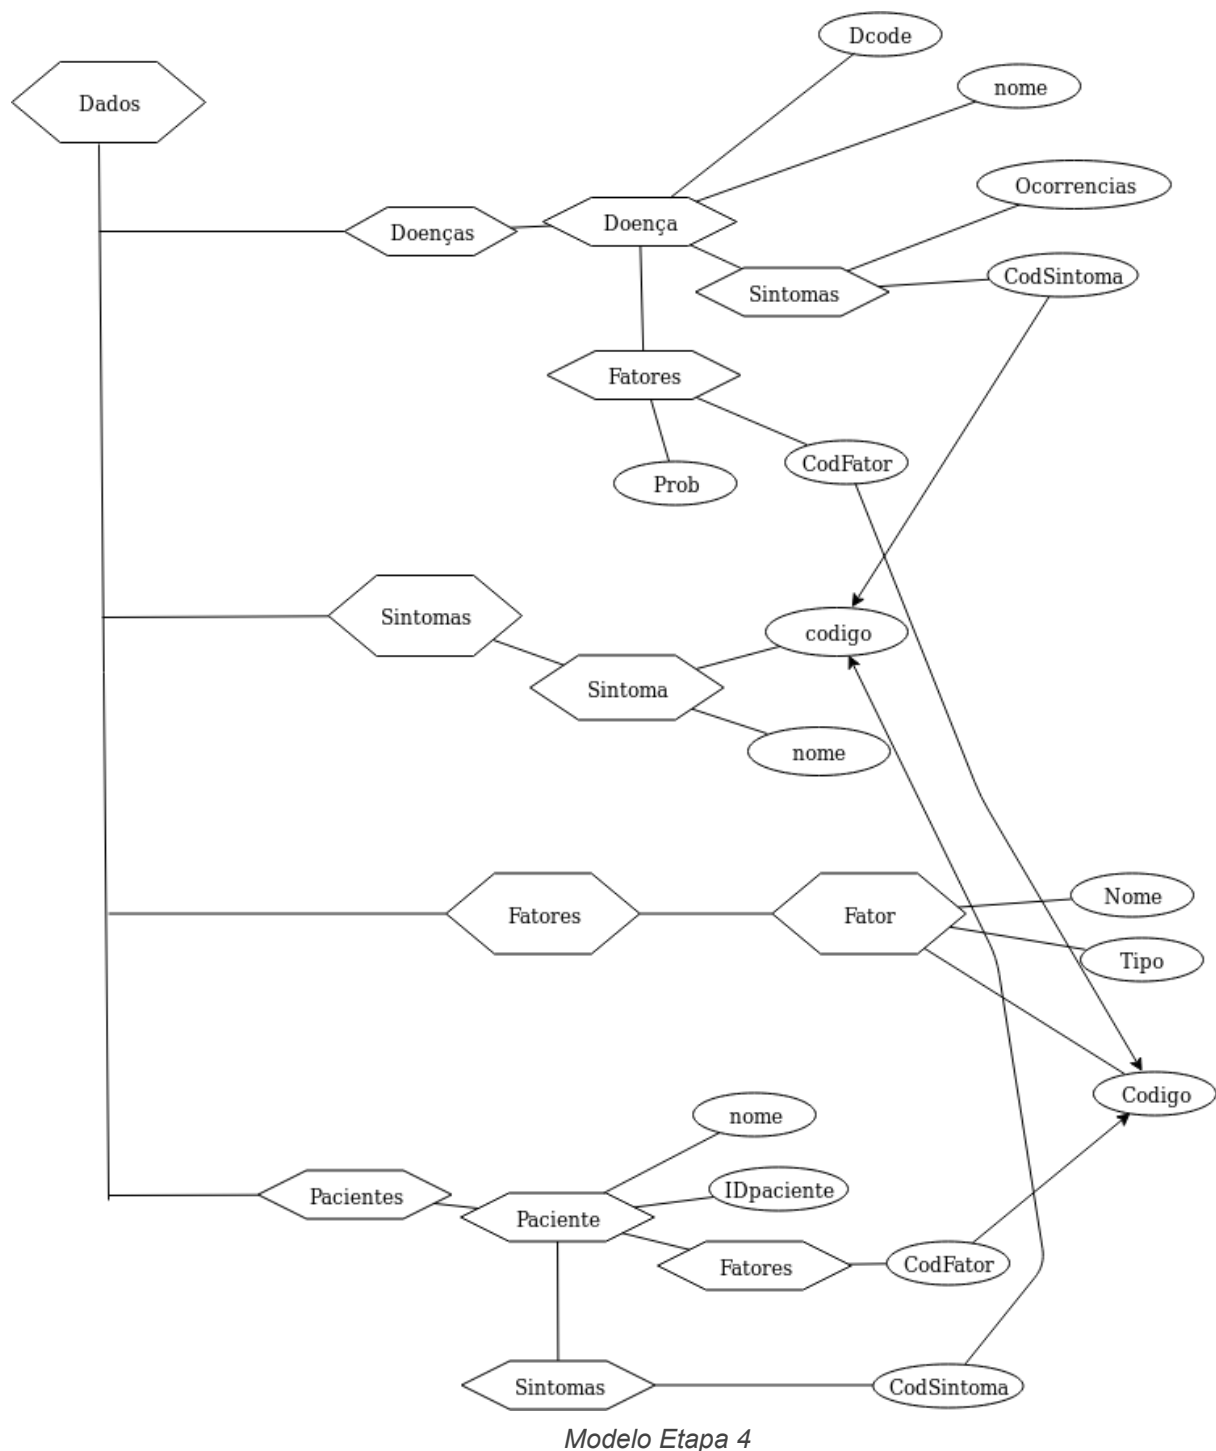 Dcode
nome
Dados
Ocorrencias
Doença
Doenças
CodSintoma
Sintomas
Fatores
CodFator
Prob
Sintomas
codigo
Sintoma
nome
Nome
Fatores
Fator
Tipo
Codigo
nome
IDpaciente
Pacientes
Paciente
CodFator
Fatores
Sintomas
CodSintoma
Modelo Etapa 4